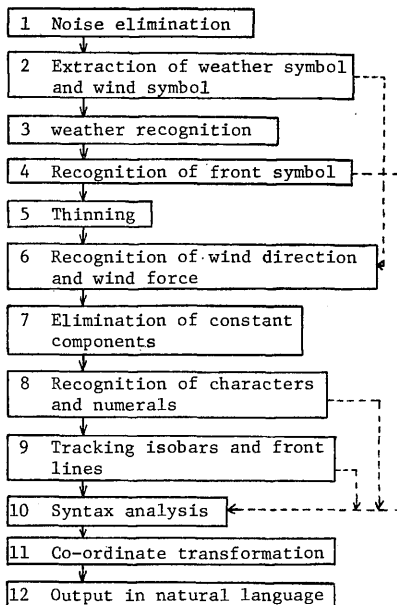 1 Noise elimination
2 Extraction of weather symbol
and wind symbol
3 weather recognition
4 Recognition of front symbol
5 Thinning
6 Recognition of wind direction
and wind force
7 Elimination of constant
components
8 Recognition of characters
and numerals
9 Tracking isobars and front
lines
10 Syntax analysis
11 Co-ordinate transformation
12 Output in natural language